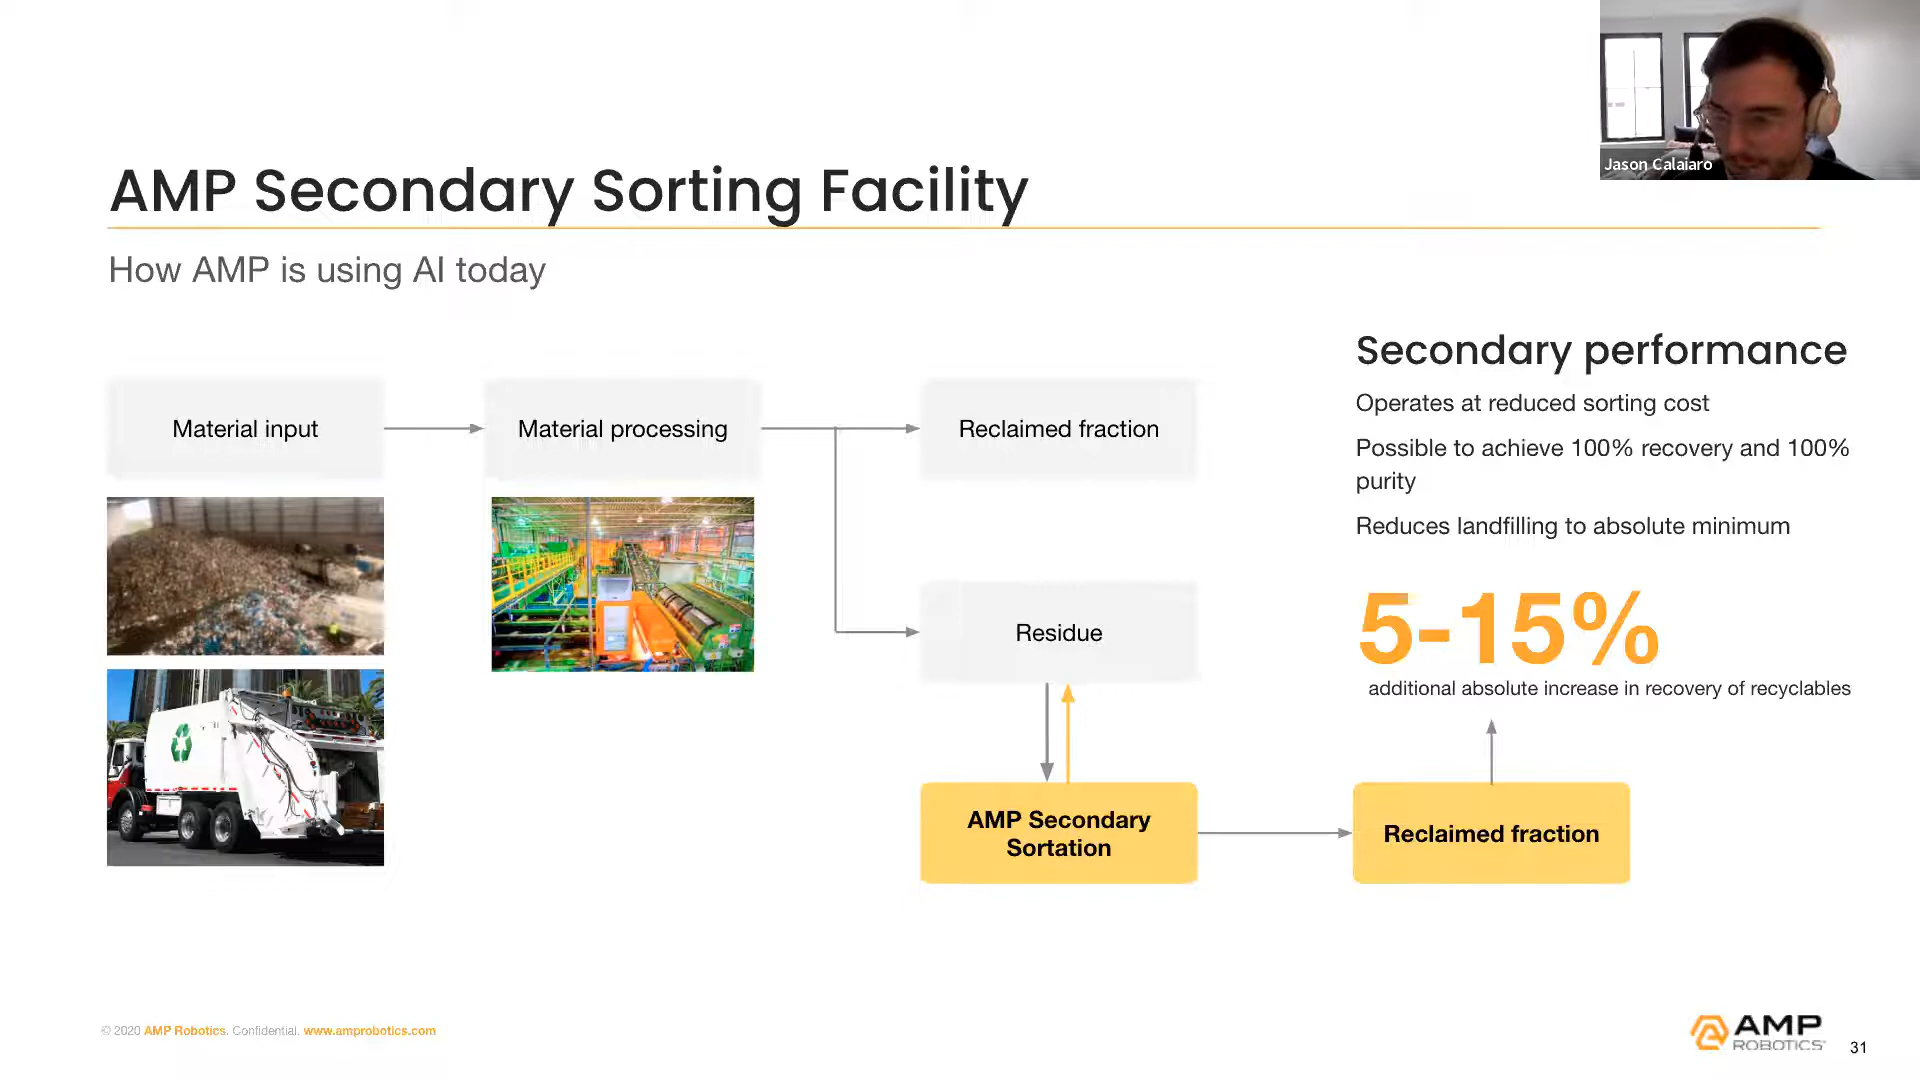 Jason Calaiaro
AMP Secondary Sorting Facility
How AMP is using AI today
Material input
Material processing
Reclaimed fraction
Residue
AMP Secondary
Sortation
Reclaimed fraction
Secondary performance
Operates at reduced sorting cost
Possible to achieve 100% recovery and 100%
purity
Reduces landfilling to absolute minimum
5-15%
additional absolute increase in recovery of recyclables
© 2020 AMP Robotics. Confidential. www.amprobotics.com
AMP
ROBOTICS
31